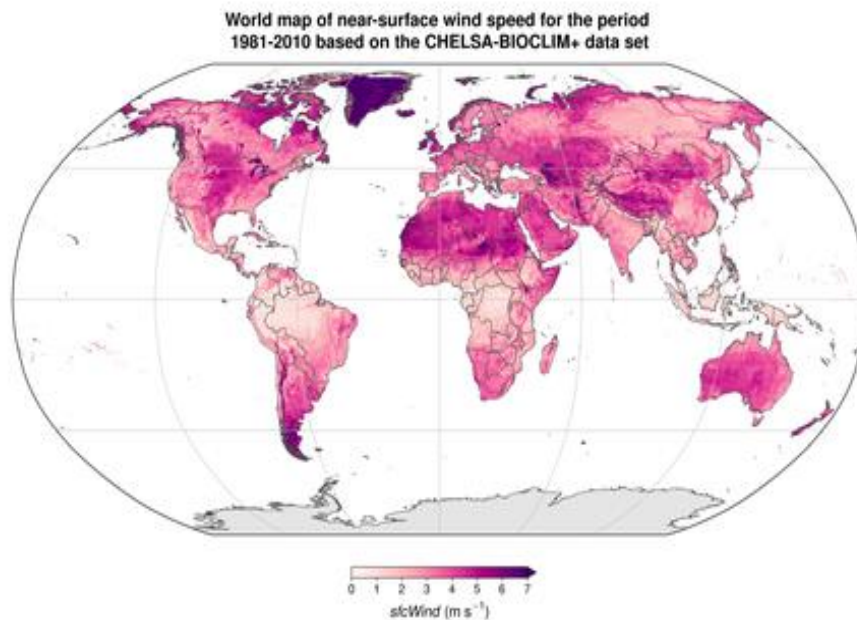 World map of near-surface wind speed for the period
1981-2010 based on the CHELSA-BIOCLIM+ data set
0 1 2 3 4 5 6 7
sfcWind (m s⁻¹)